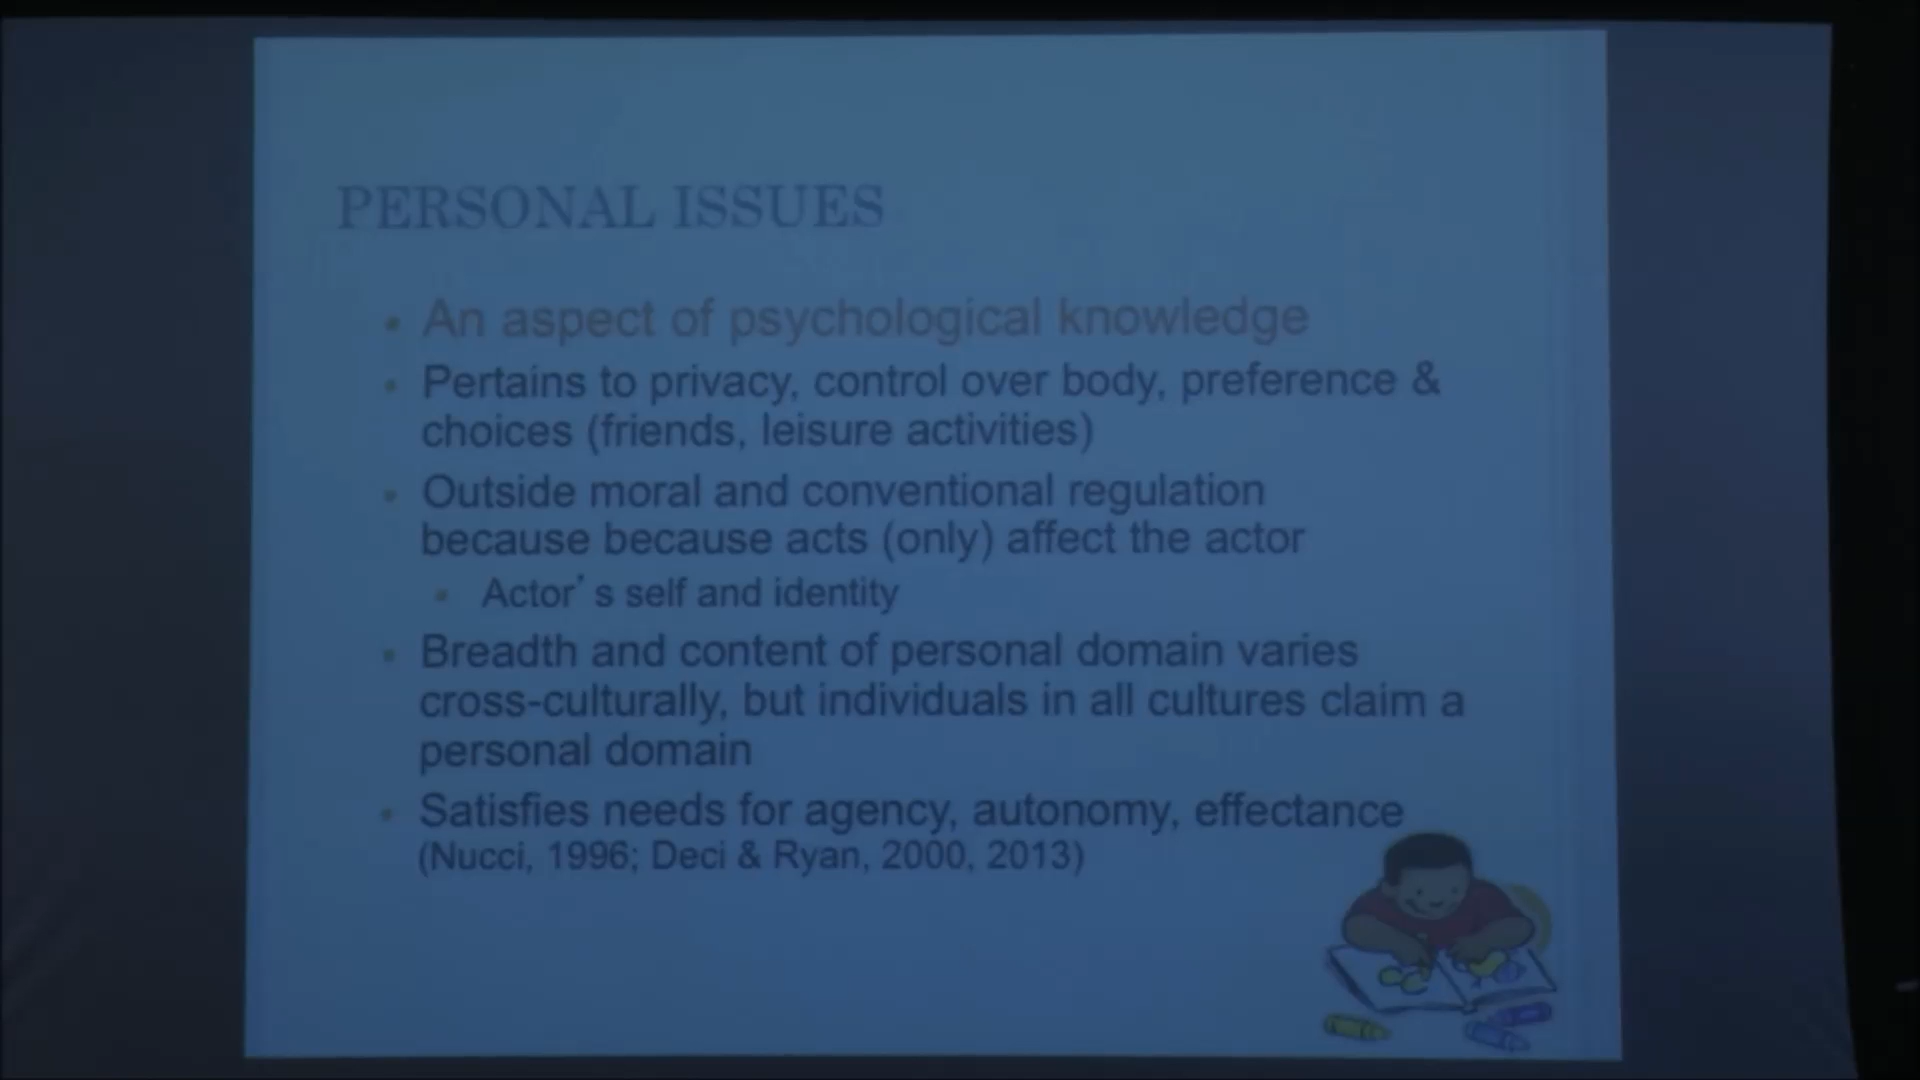 PERSONAL ISSUES
• An aspect of psychological knowledge
• Pertains to privacy, control over body, preference &
choices (friends, leisure activities)
• Outside moral and conventional regulation
because because acts (only) affect the actor
• Actor's self and identity
• Breadth and content of personal domain varies
cross-culturally, but individuals in all cultures claim a
personal domain
• Satisfies needs for agency, autonomy, effectance
(Nucci, 1996; Deci & Ryan, 2000, 2013)